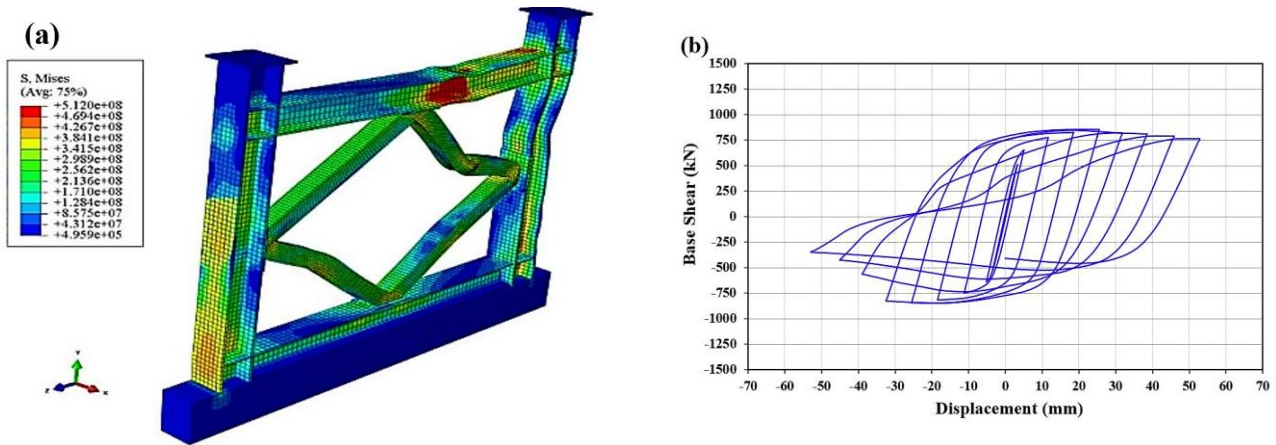 (a)
S, Mises
(Avg: 75%)
+5.120e+08
+4.694e+08
+4.267e+08
+3.841e+08
+3.415e+08
+2.989e+08
+2.562e+08
+2.136e+08
+1.710e+08
+1.284e+08
+8.575e+07
+4.312e+07
+4.959e+05
Y
Z
X
(b)
Base Shear (kN)
1500
1250
1000
750
500
250
0
-250
-500
-750
-1000
-1250
-1500
-70 -60 -50 -40 -30 -20 -10 0 10 20 30 40 50 60 70
Displacement (mm)